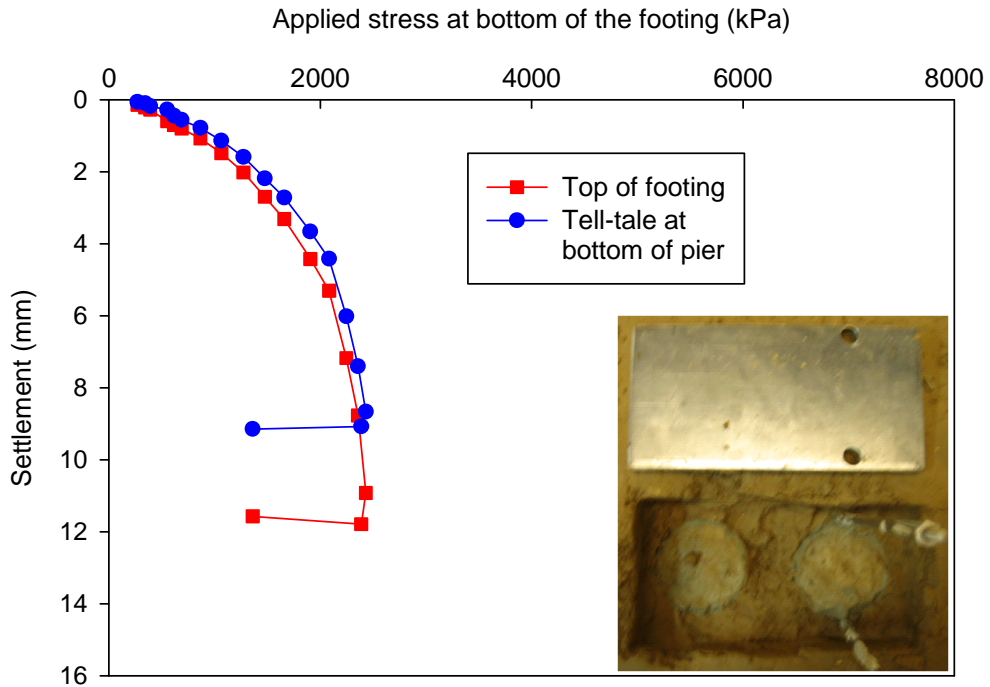 Applied stress at bottom of the footing (kPa)
0 2000 4000 6000 8000
0
2
4
6
8
10
12
14
16
Settlement (mm)
Top of footing
Tell-tale at
bottom of pier